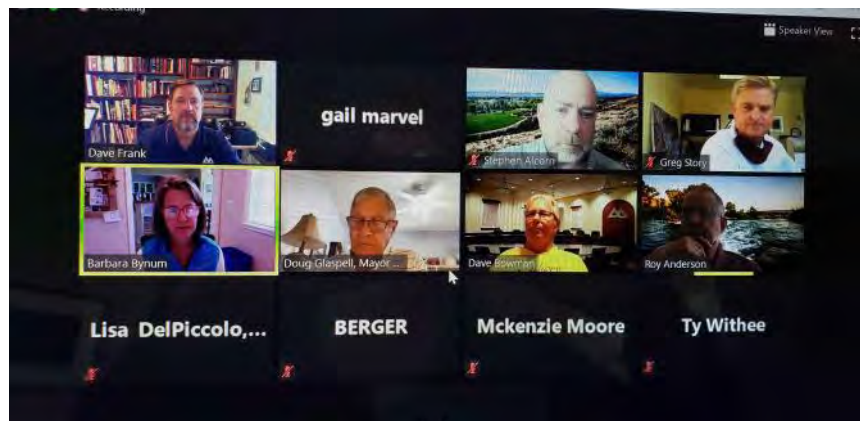 Recording
Speaker View
Dave Frank
gail marvel
Stephen Alcorn
Greg Story
Barbara Bynum
Doug Glaspell, Mayor ...
Dave Bowman
Roy Anderson
Lisa DelPiccolo,...
BERGER
Mckenzie Moore
Ty Withee